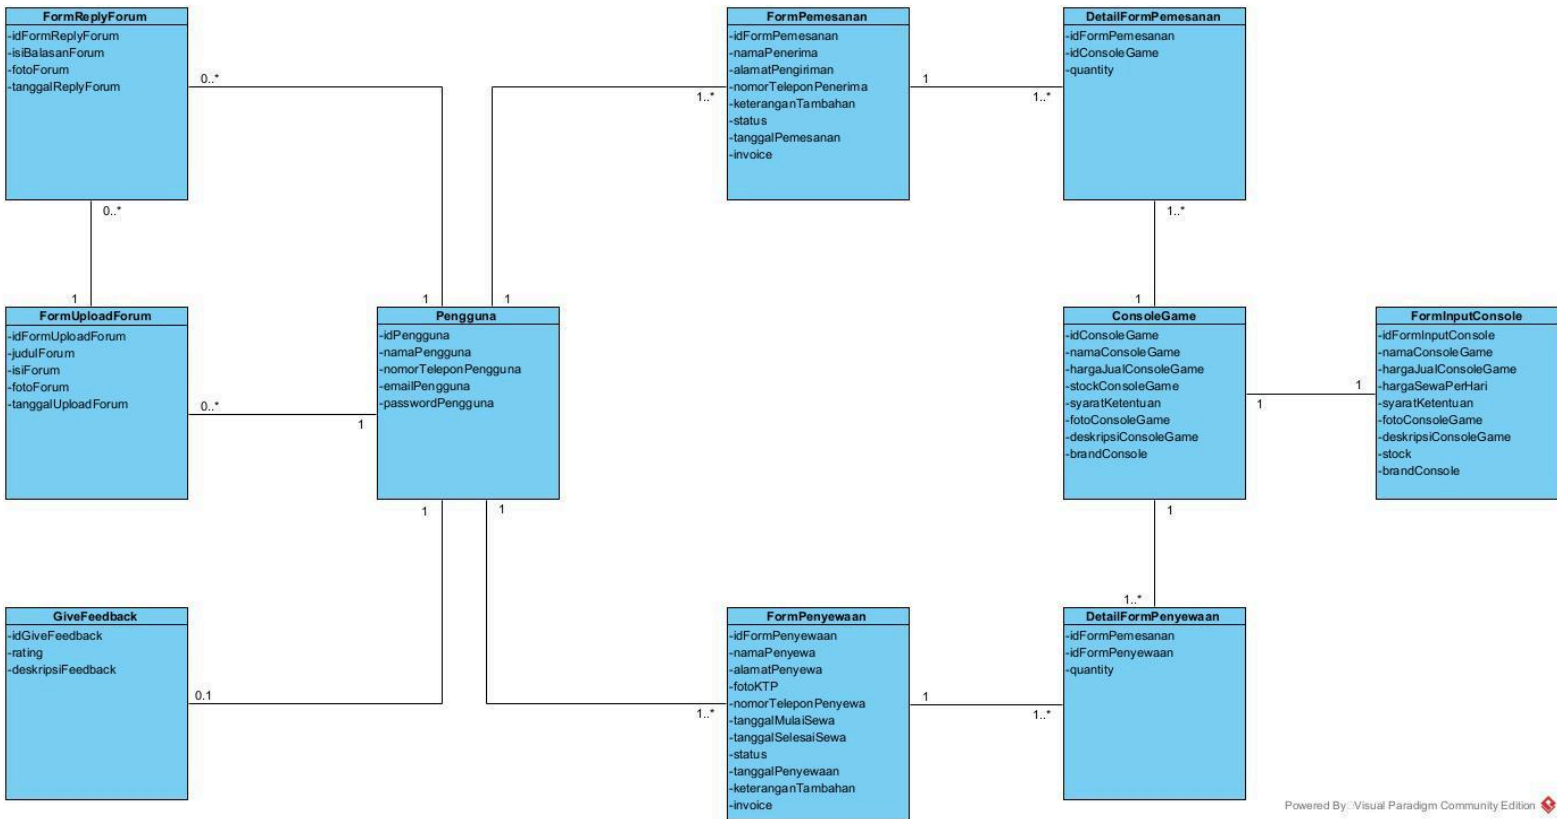 FormReplyForum
-idFormReplyForum
-isiBalasanForum
-fotoForum
-tanggalReplyForum
0..*
0..*
FormPemesanan
-idFormPemesanan
-namaPenerima
-alamatPengiriman
-nomorTeleponPenerima
-keteranganTambahan
-status
-tanggalPemesanan
-invoice
1..*
1
DetailFormPemesanan
-idFormPemesanan
-idConsoleGame
-quantity
1..*
1..*
1
FormUploadForum
-idFormUploadForum
-judulForum
-isiForum
-fotoForum
-tanggalUploadForum
0..*
1
1
1
Pengguna
-idPengguna
-namaPengguna
-nomorTeleponPengguna
-emailPengguna
-passwordPengguna
1
1
1
ConsoleGame
-idConsoleGame
-namaConsoleGame
-hargaJualConsoleGame
-stockConsoleGame
-syaratKetentuan
-fotoConsoleGame
-deskripsiConsoleGame
-brandConsole
1
1
1
FormInputConsole
-idFormInputConsole
-namaConsoleGame
-hargaJualConsoleGame
-hargaSewaPerHari
-syaratKetentuan
-fotoConsoleGame
-deskripsiConsoleGame
-stock
-brandConsole
GiveFeedback
-idGiveFeedback
-rating
-deskripsiFeedback
0.1
FormPenyewaan
-idFormPenyewaan
-namaPenyewa
-alamatPenyewa
-fotoKTP
-nomorTeleponPenyewa
-tanggalMulaiSewa
-tanggalSelesaiSewa
-status
-tanggalPenyewaan
-keteranganTambahan
-invoice
1..*
1
1..*
DetailFormPenyewaan
-idFormPemesanan
-idFormPenyewaan
-quantity
1..*
Powered By Visual Paradigm Community Edition